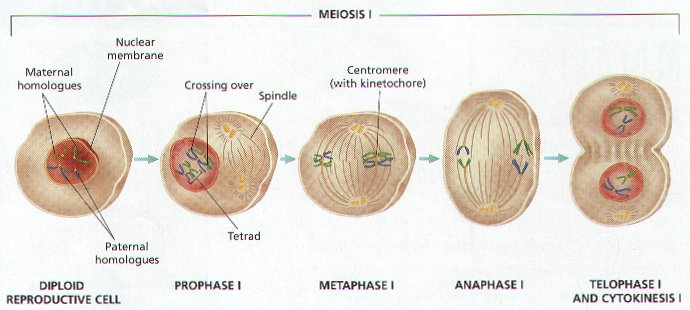 MEIOSIS I
Nuclear
membrane
Maternal
homologues
Crossing over
Spindle
Centromere
(with kinetochore)
Tetrad
Paternal
homologues
DIPLOID
REPRODUCTIVE CELL
PROPHASE I
METAPHASE I
ANAPHASE I
TELOPHASE I
AND CYTOKINESIS I